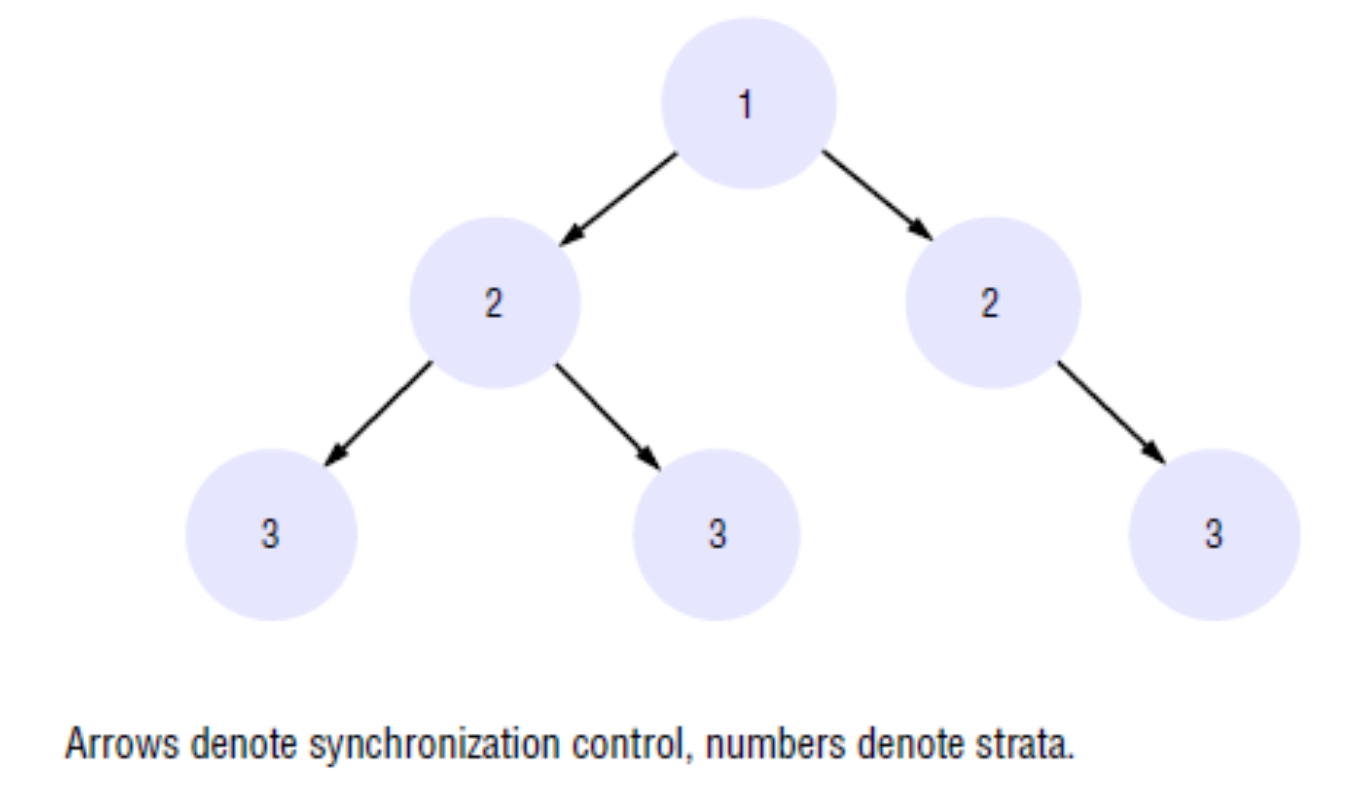 1
2 2
3 3 3
Arrows denote synchronization control, numbers denote strata.